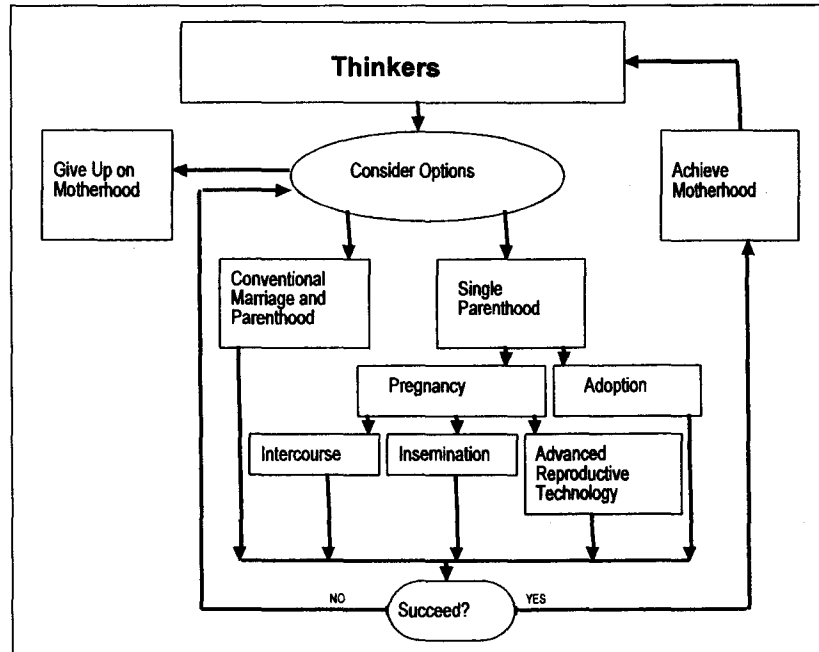 Thinkers
Give Up on
Motherhood
Consider Options
Achieve
Motherhood
Conventional
Marriage and
Parenthood
Single
Parenthood
Pregnancy
Adoption
Intercourse
Insemination
Advanced
Reproductive
Technology
NO
Succeed?
YES